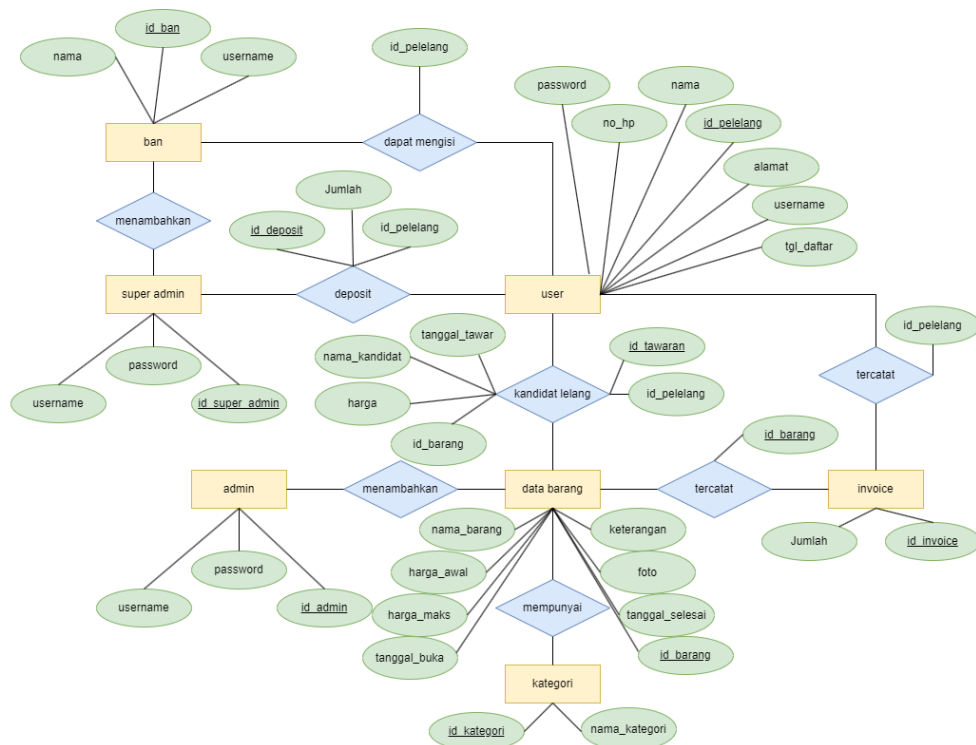 id_ban
id_pelelang
nama
username
password
nama
no_hp
id_pelelang
ban
dapat mengisi
alamat
Jumlah
username
menambahkan
id_deposit
id_pelelang
tgl_daftar
super admin
deposit
user
tanggal_tawar
id_pelelang
nama_kandidat
id_tawaran
password
tercatat
username
id_super_admin
harga
kandidat lelang
id_pelelang
id_barang
id_barang
admin
menambahkan
data barang
tercatat
invoice
nama_barang
keterangan
Jumlah
id_invoice
password
harga_awal
foto
username
id_admin
harga_maks
mempunyai
tanggal_selesai
tanggal_buka
id_barang
kategori
id_kategori
nama_kategori